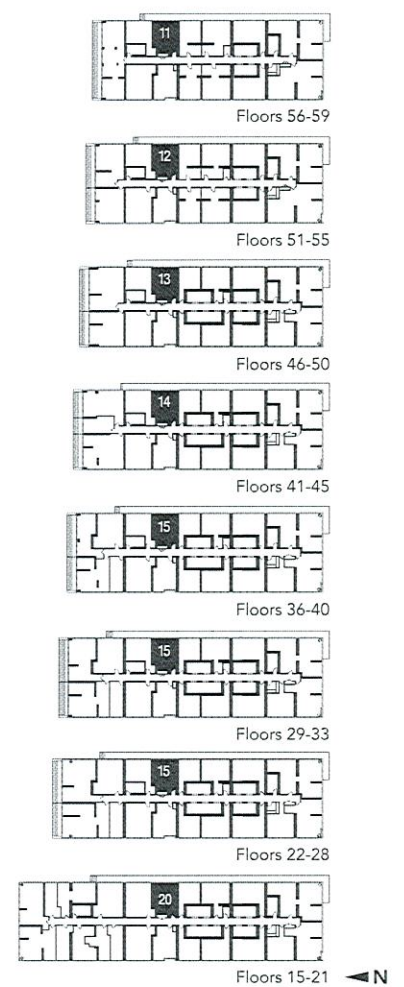 11
Floors 56-59
12
Floors 51-55
13
Floors 46-50
14
Floors 41-45
15
Floors 36-40
15
Floors 29-33
15
Floors 22-28
20
Floors 15-21 N